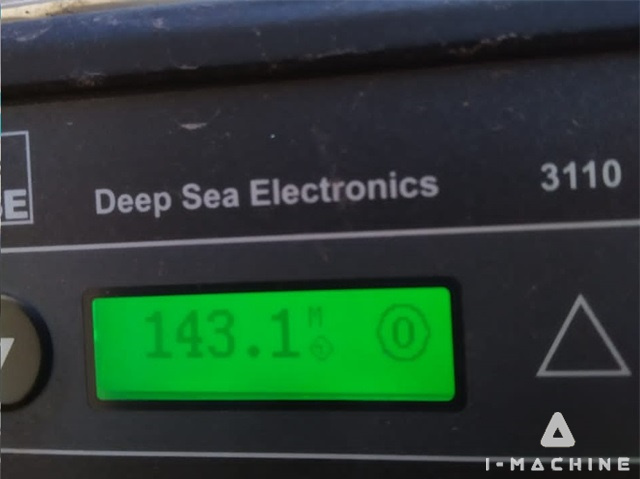 Deep Sea Electronics 3110
143.1 M
0
I-MACHINE